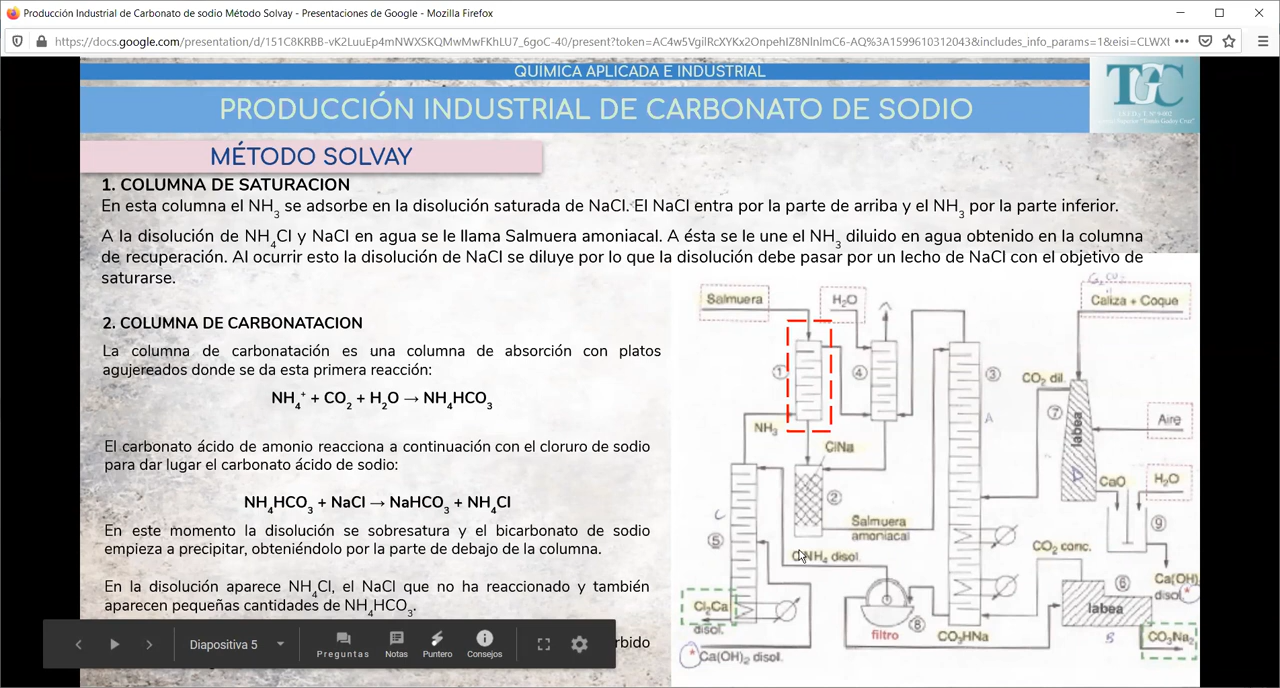 Producción Industrial de Carbonato de sodio Método Solvay - Presentaciones de Google - Mozilla Firefox
https://docs.google.com/presentation/d/151C8KRBB-vK2LuuEp4mNWXSKQMwMwFKhLU7_6goC-40/present?token=AC4w5VgilRcXYKx2OnpehIZ8NlnlmC6-AQ%3A1599610312043&includes_info_params=1&eisi=CLWXt
QUIMICA APLICADA E INDUSTRIAL
PRODUCCIÓN INDUSTRIAL DE CARBONATO DE SODIO
TGC
MÉTODO SOLVAY
1. COLUMNA DE SATURACION
En esta columna el NH3 se adsorbe en la disolución saturada de NaCl. El NaCl entra por la parte de arriba y el NH3 por la parte inferior.
A la disolución de NH4Cl y NaCl en agua se le llama Salmuera amoniacal. A ésta se le une el NH3 diluido en agua obtenido en la columna
de recuperación. Al ocurrir esto la disolución de NaCl se diluye por lo que la disolución debe pasar por un lecho de NaCl con el objetivo de
saturarse.
2. COLUMNA DE CARBONATACION
La columna de carbonatación es una columna de absorción con platos
agujereados donde se da esta primera reacción:
NH4+ + CO2 + H2O → NH4HCO3
El carbonato ácido de amonio reacciona a continuación con el cloruro de sodio
para dar lugar el carbonato ácido de sodio:
NH4HCO3 + NaCl → NaHCO3 + NH4Cl
En este momento la disolución se sobresatura y el bicarbonato de sodio
empieza a precipitar, obteniéndolo por la parte de debajo de la columna.
En la disolución aparece NH4Cl, el NaCl que no ha reaccionado y también
aparecen pequeñas cantidades de NH4HCO3.
rbido
Salmuera
H2O
Caliza + Coque
①
④
③
CO2 dil.
⑦
labea
Aire
A
D
NH3
ClNa
②
CaO
H2O
C
⑤
Salmuera
amoniacal
⑨
NH4 disol.
CO2 conc.
⑥
Ca(OH)
disol.*
Cl2Ca
disol.
labea
⑧
filtro
CO3HNa
B
CO3Na2
* Ca(OH)2 disol.
Diapositiva 5
Preguntas
Notas
Puntero
Consejos